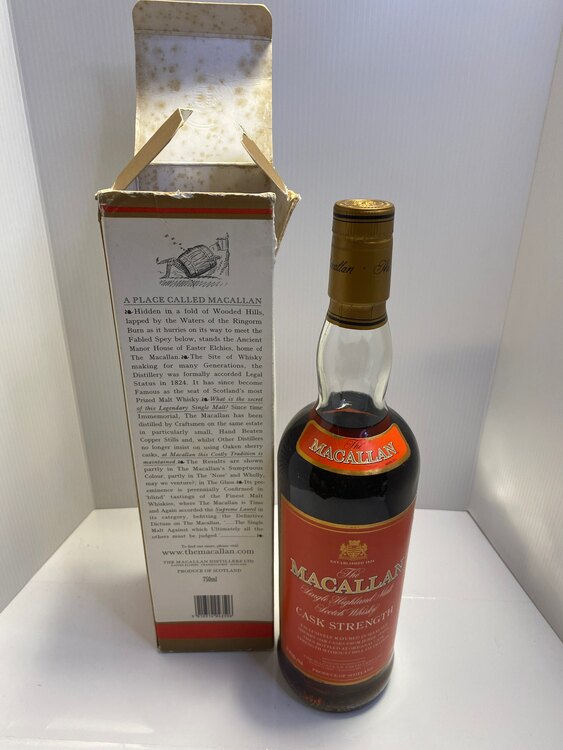 A PLACE CALLED MACALLAN
❧Hidden in a fold of Wooded Hills,
lapped by the Waters of the Ringorm
Burn as it hurries on its way to meet the
Fabled Spey below, stands the Ancient
Manor House of Easter Elchies, home of
The Macallan.❧The Site of Whisky
making for many Generations, the
Distillery was formally accorded Legal
Status in 1824. It has since become
Famous as the seat of Scotland's most
Prized Malt Whisky.❧What is the secret
of this Legendary Single Malt? Since time
Immemorial, The Macallan has been
distilled by Craftsmen on the same estate
in particularly small, Hand Beaten
Copper Stills and, whilst Other Distillers
no longer insist on using Oaken sherry
casks, at Macallan this Costly Tradition is
maintained.❧The Results are shown
partly in The Macallan's Sumptuous
Colour, partly in The 'Nose' and Wholly,
may we venture?, in The Glass.❧Its pre-
eminence is perennially Confirmed in
'blind' tastings of the Finest Malt
Whiskies, where The Macallan is Time
and Again accorded the Supreme Laurel in
its category, befitting the Definitive
Dictum on The Macallan, '.....The Single
Malt Against which Ultimately all the
others must be judged
To find out more, please visit:
www.themacallan.com
THE MACALLAN DISTILLERS LTD.
PRODUCE OF SCOTLAND
750ml
The
MACALLAN
ESTABLISHED 1824
The
MACALLAN
Single Highland Malt
Scotch Whisky
CASK STRENGTH
PRODUCE OF SCOTLAND